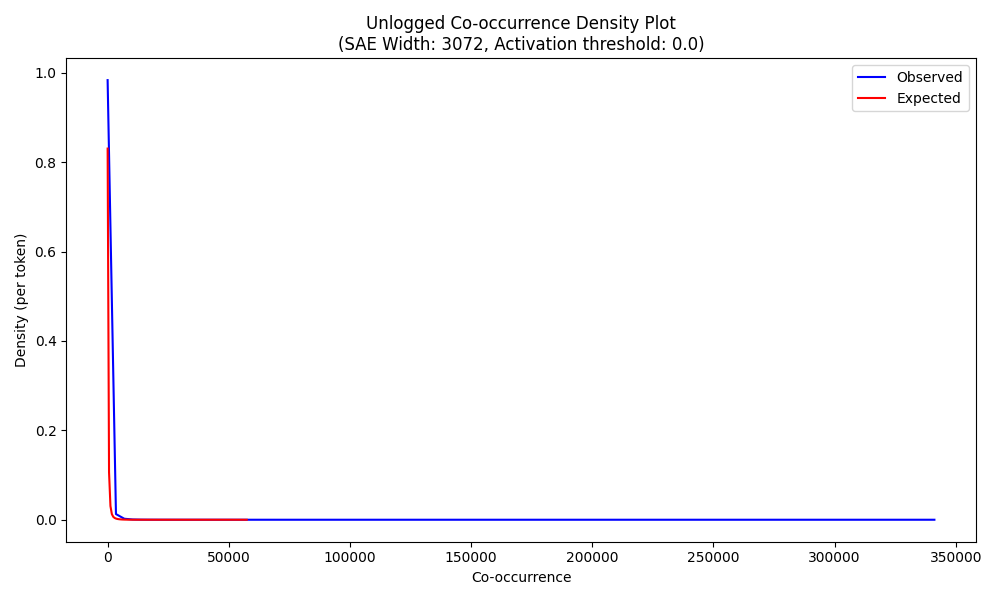 Unlogged Co-occurrence Density Plot
(SAE Width: 3072, Activation threshold: 0.0)
Observed
Expected
1.0
0.8
0.6
0.4
0.2
0.0
Density (per token)
0 50000 100000 150000 200000 250000 300000 350000
Co-occurrence